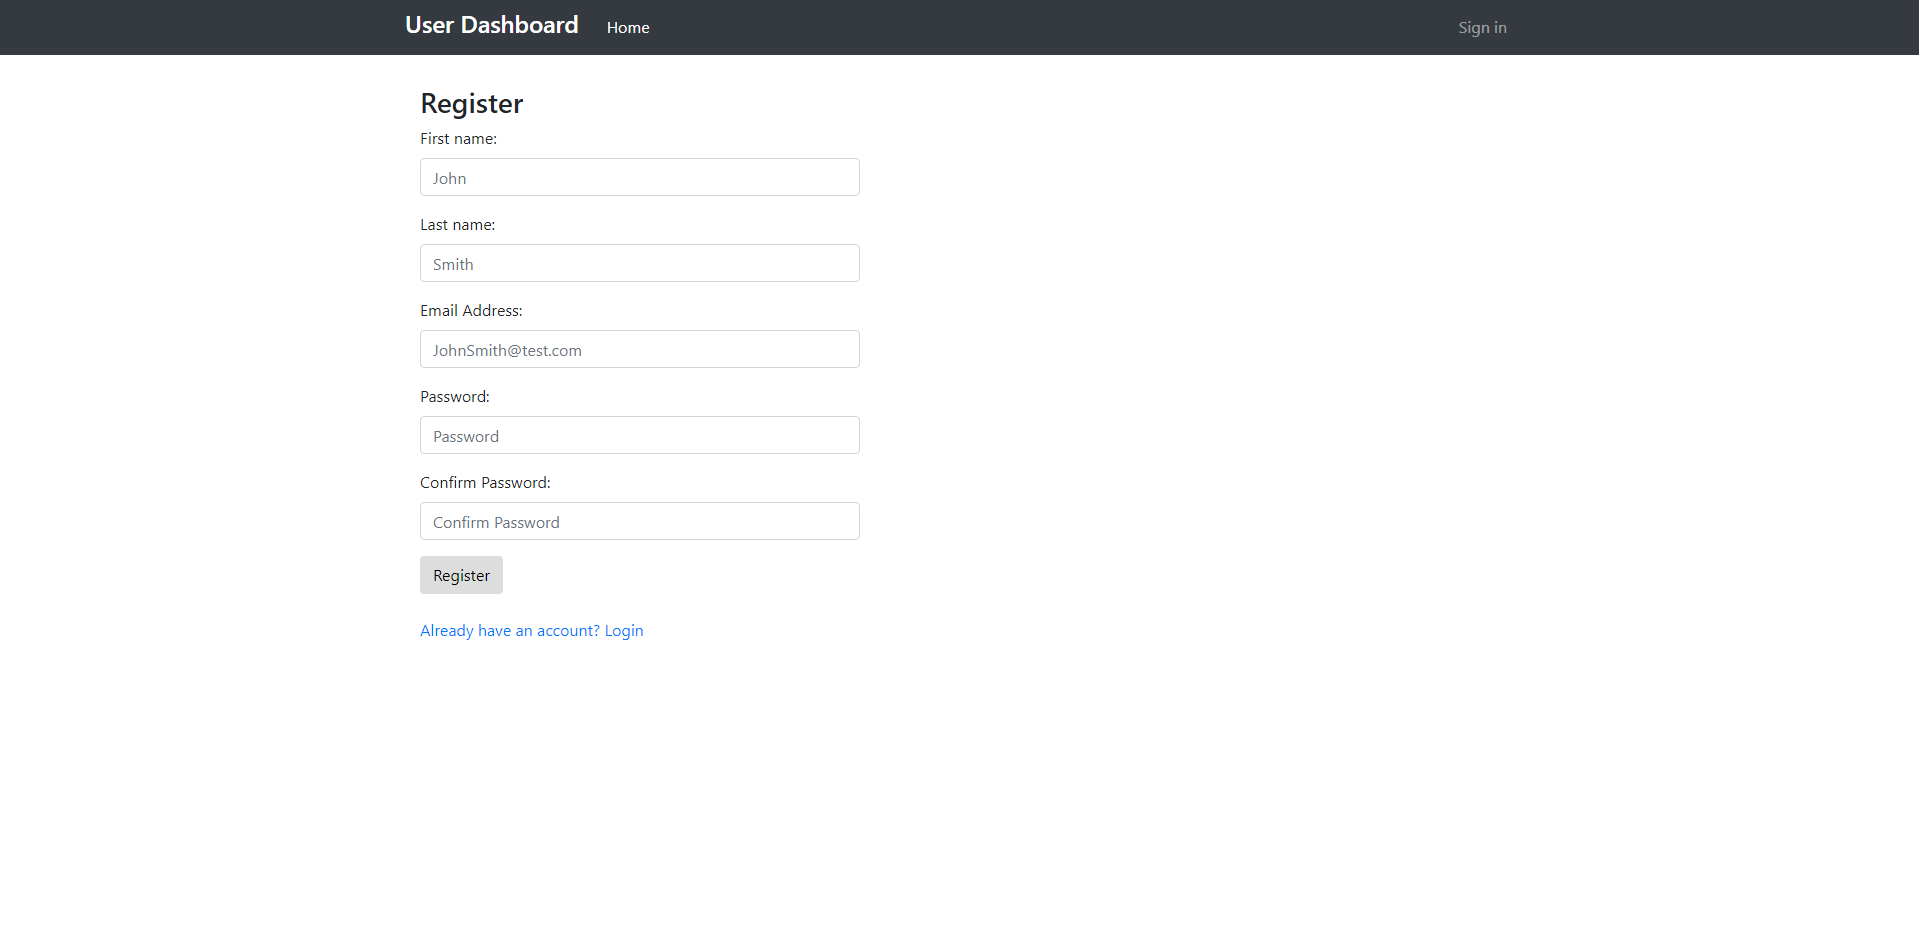 User Dashboard Home Sign in
Register
First name:
John
Last name:
Smith
Email Address:
JohnSmith@test.com
Password:
Password
Confirm Password:
Confirm Password
Register
Already have an account? Login